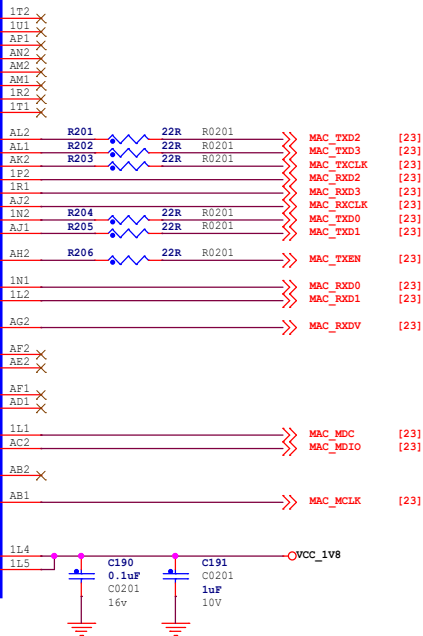 1T2
1U1
AP1
AN2
AM2
AM1
1R2
1T1
AL2 R201 22R R0201 MAC_TXD2 [23]
AL1 R202 22R R0201 MAC_TXD3 [23]
AK2 R203 22R R0201 MAC_TXCLK [23]
1P2 MAC_RXD2 [23]
1R1 MAC_RXD3 [23]
AJ2 MAC_RXCLK [23]
1N2 R204 22R R0201 MAC_TXD0 [23]
AJ1 R205 22R R0201 MAC_TXD1 [23]
AH2 R206 22R R0201 MAC_TXEN [23]
1N1 MAC_RXD0 [23]
1L2 MAC_RXD1 [23]
AG2 MAC_RXDV [23]
AF2
AE2
AF1
AD1
1L1 MAC_MDC [23]
AC2 MAC_MDIO [23]
AB2
AB1 MAC_MCLK [23]
1L4 VCC_1V8
1L5 C190 C191
0.1uF C0201
C0201 1uF
16v 10V